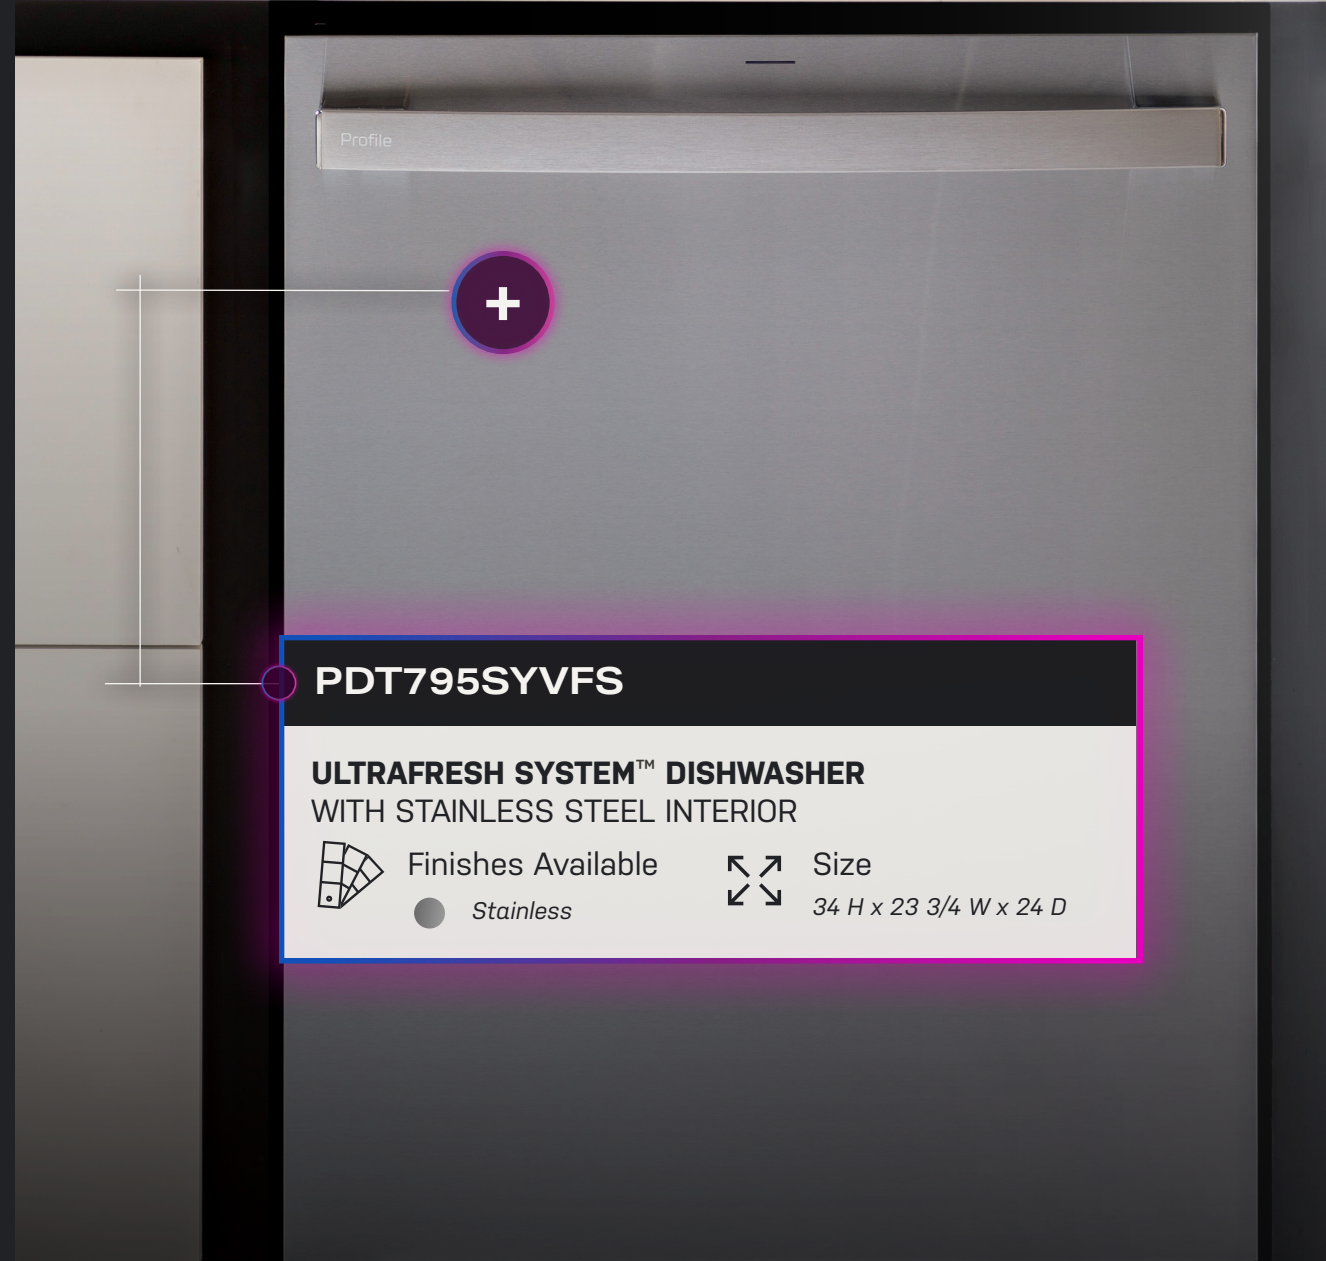 Profile
+
PDT795SYVFS
ULTRAFRESH SYSTEM™ DISHWASHER
WITH STAINLESS STEEL INTERIOR
Finishes Available
Stainless
Size
34 H x 23 3/4 W x 24 D